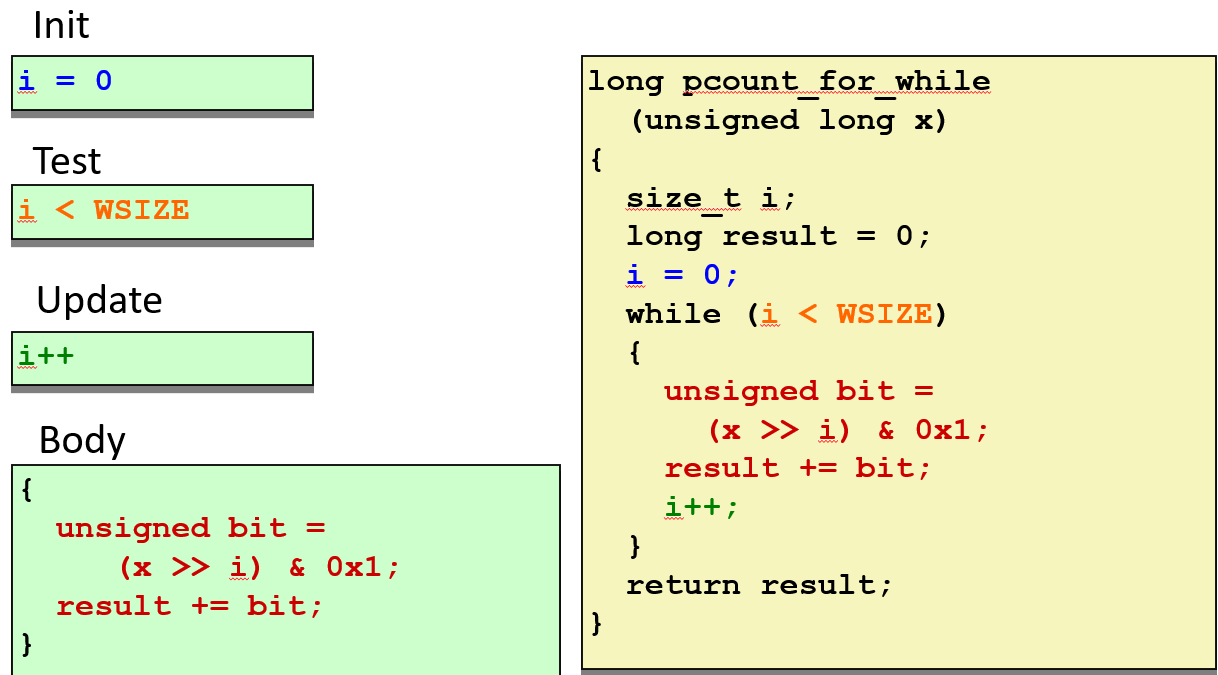 Init
i = 0
Test
i < WSIZE
Update
i++
Body
{
  unsigned bit =
    (x >> i) & 0x1;
  result += bit;
}
long pcount_for_while
  (unsigned long x)
{
  size_t i;
  long result = 0;
  i = 0;
  while (i < WSIZE)
  {
    unsigned bit =
      (x >> i) & 0x1;
    result += bit;
    i++;
  }
  return result;
}